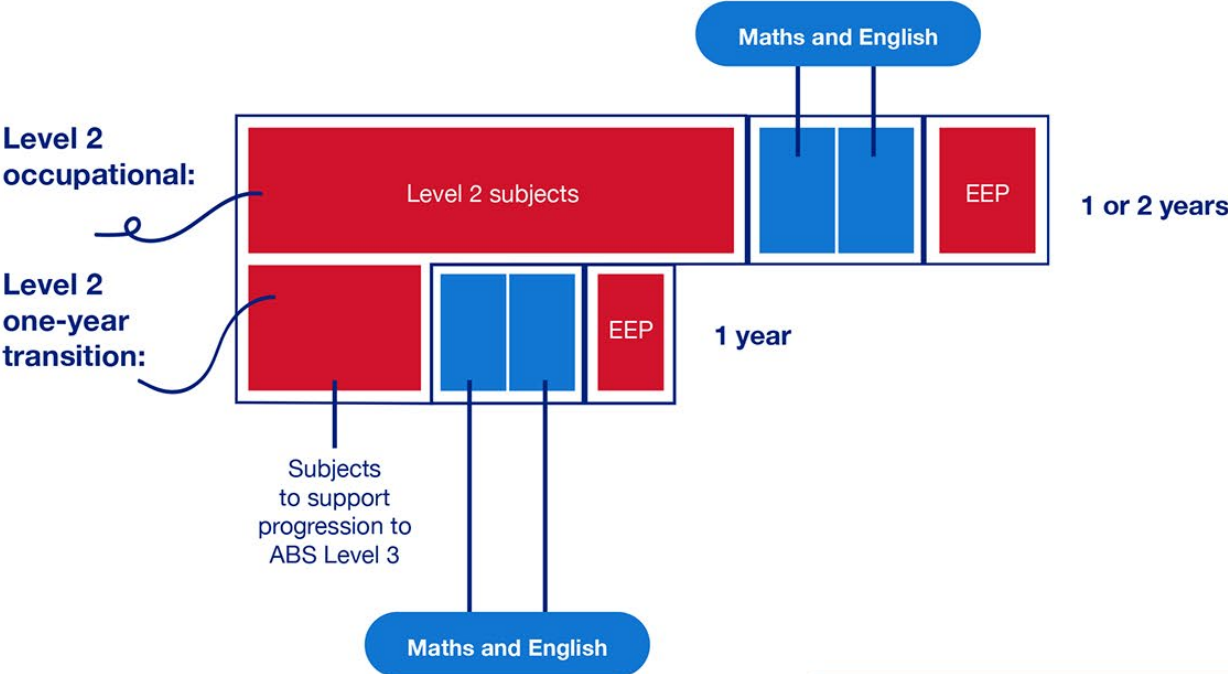 Maths and English
Level 2
occupational:
Level 2 subjects
EEP
1 or 2 years
Level 2
one-year
transition:
EEP
1 year
Subjects
to support
progression to
ABS Level 3
Maths and English